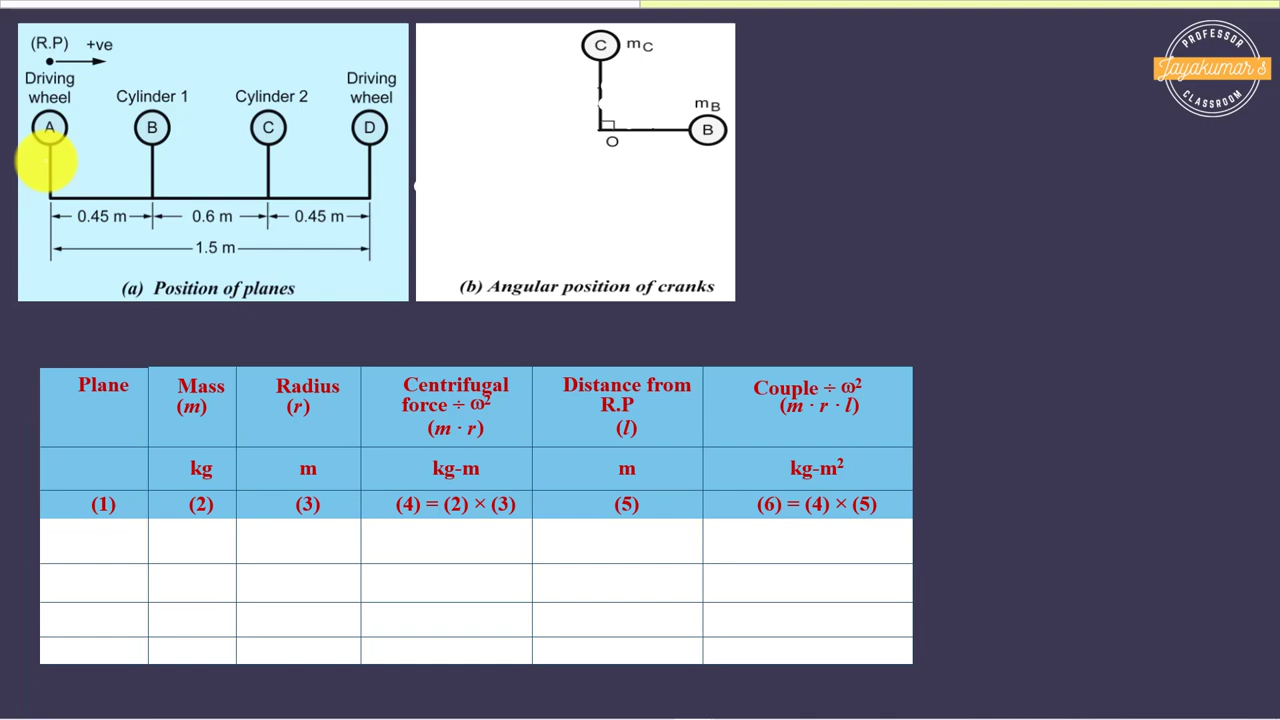 (R.P) +ve
Driving wheel
Cylinder 1
Cylinder 2
Driving wheel
A
B
C
D
0.45 m
0.6 m
0.45 m
1.5 m
(a) Position of planes
C
mC
mB
B
O
(b) Angular position of cranks
PROFESSOR
Jayakumar's
CLASSROOM
Plane
Mass (m)
Radius (r)
Centrifugal force ÷ ω² (m · r)
Distance from R.P (l)
Couple ÷ ω² (m · r · l)
kg
m
kg-m
m
kg-m²
(1)
(2)
(3)
(4) = (2) × (3)
(5)
(6) = (4) × (5)